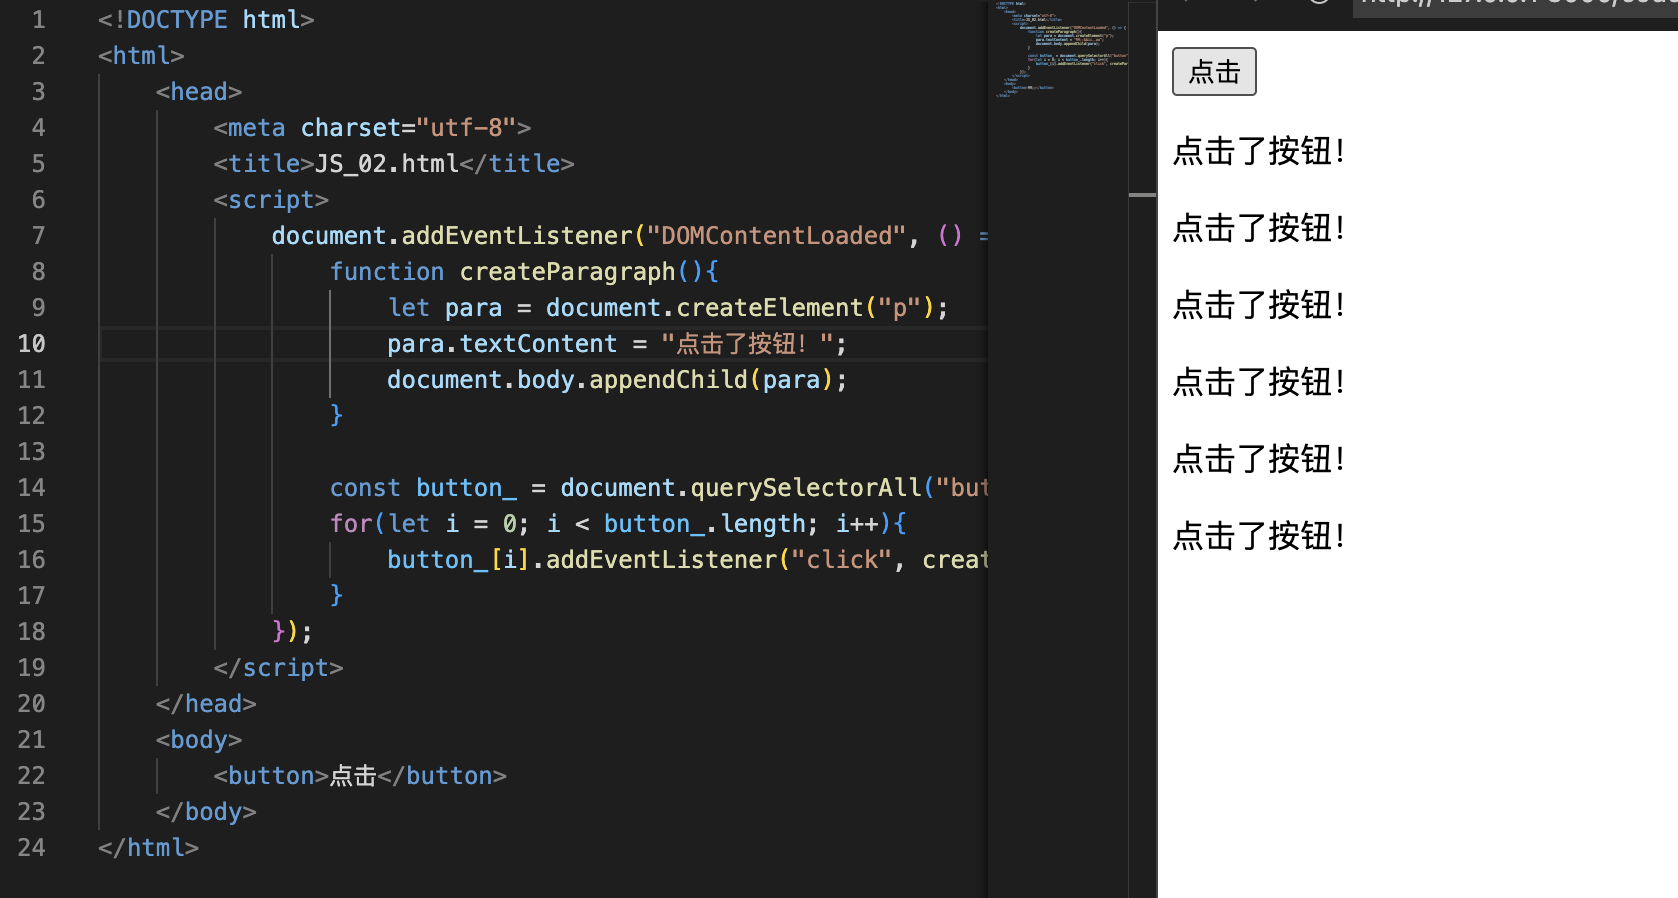 1 <!DOCTYPE html>
2 <html>
3 <head>
4 <meta charset="utf-8">
5 <title>JS_02.html</title>
6 <script>
7 document.addEventListener("DOMContentLoaded", () =
8 function createParagraph(){
9 let para = document.createElement("p");
10 para.textContent = "点击了按钮！";
11 document.body.appendChild(para);
12 }
13
14 const button_ = document.querySelectorAll("but
15 for(let i = 0; i < button_.length; i++){
16 button_[i].addEventListener("click", creat
17 }
18 });
19 </script>
20 </head>
21 <body>
22 <button>点击</button>
23 </body>
24 </html>
点击
点击了按钮！
点击了按钮！
点击了按钮！
点击了按钮！
点击了按钮！
点击了按钮！